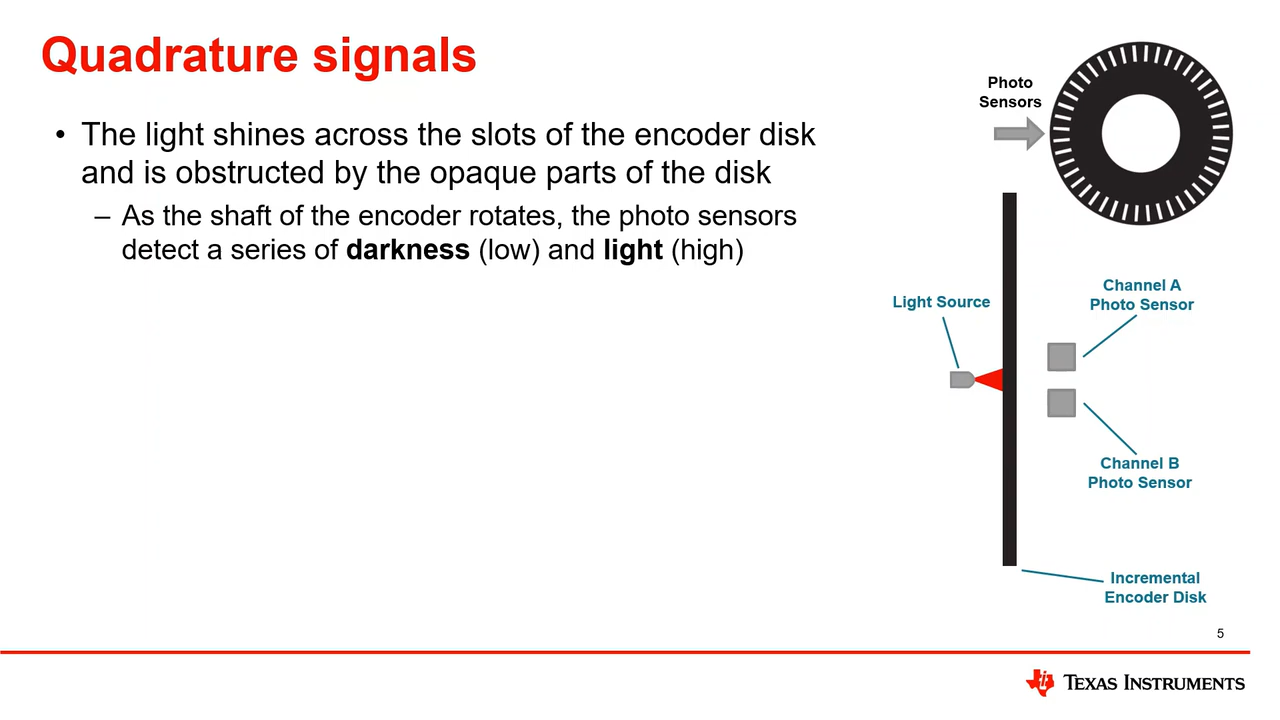 Quadrature signals
• The light shines across the slots of the encoder disk
and is obstructed by the opaque parts of the disk
– As the shaft of the encoder rotates, the photo sensors
detect a series of darkness (low) and light (high)
Photo
Sensors
Light Source
Channel A
Photo Sensor
Channel B
Photo Sensor
Incremental
Encoder Disk
5
TEXAS INSTRUMENTS